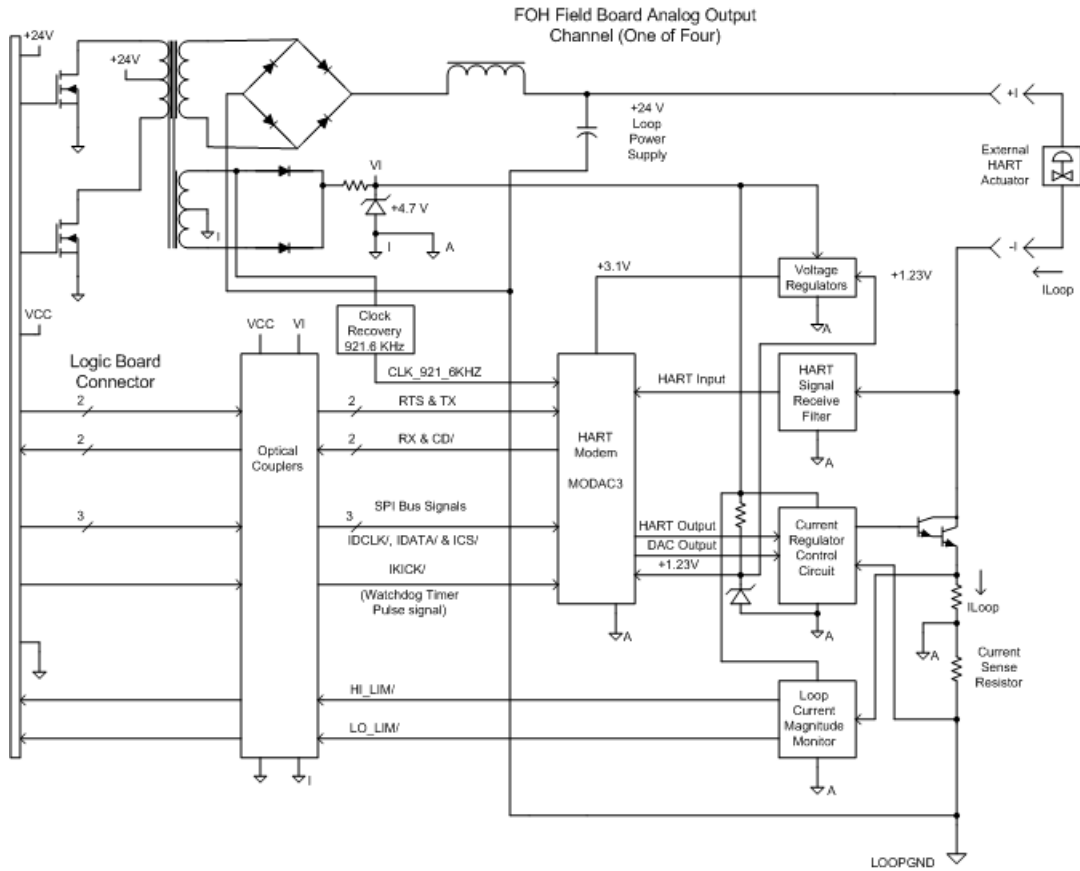 FOH Field Board Analog Output
Channel (One of Four)
+24V
+24V
+24 V
Loop
Power
Supply
+I
External
HART
Actuator
-I
ILoop
VI
+4.7 V
I
I
A
+3.1V
Voltage
Regulators
+1.23V
A
VCC
VCC
VI
Clock
Recovery
921.6 KHz
CLK_921_6KHZ
Logic Board
Connector
2
2
RTS & TX
2
2
RX & CD/
Optical
Couplers
HART
Modem
MODAC3
HART Input
HART
Signal
Receive
Filter
A
3
3
SPI Bus Signals
IDCLK/, IDATA/ & ICS/
IKICK/
(Watchdog Timer
Pulse signal)
HART Output
DAC Output
+1.23V
Current
Regulator
Control
Circuit
A
A
ILoop
A
Current
Sense
Resistor
HI_LIM/
LO_LIM/
Loop
Current
Magnitude
Monitor
A
I
LOOPGND